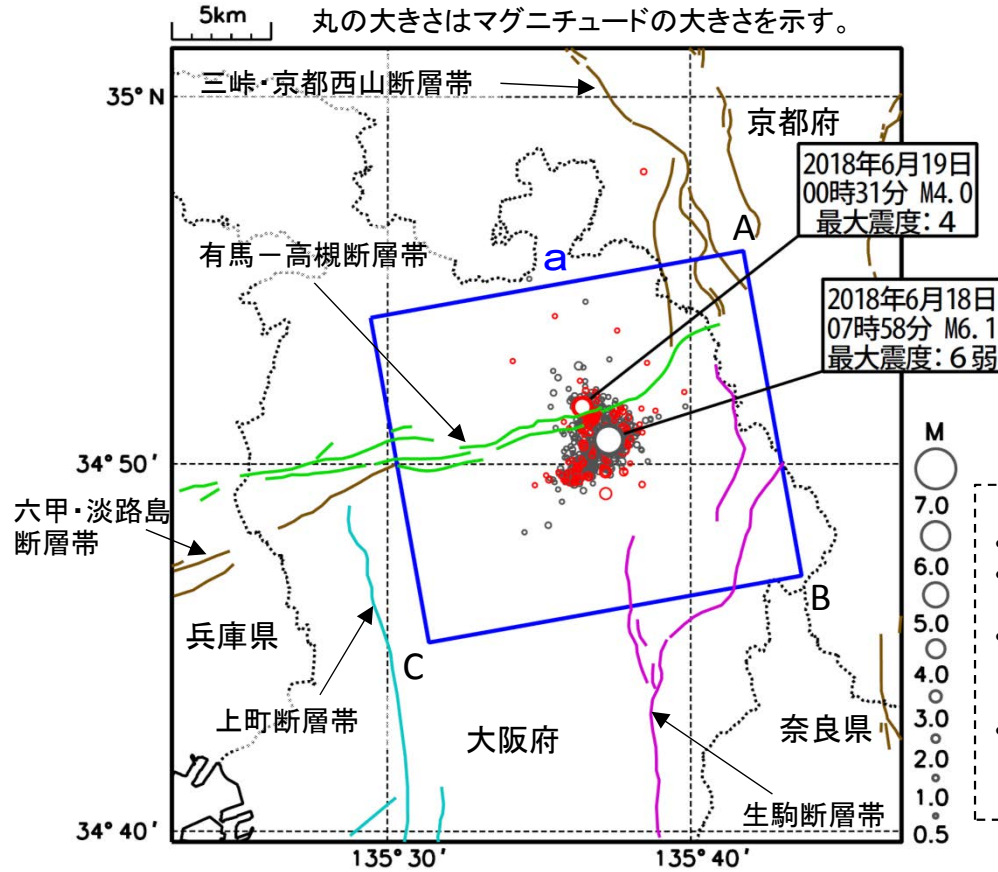 5km
丸の大きさはマグニチュードの大きさを示す。
三峠・京都西山断層帯
35° N
京都府
2018年6月19日
00時31分 M4.0
最大震度：4
A
有馬－高槻断層帯
a
2018年6月18日
07時58分 M6.1
最大震度：6弱
34° 50′
M
7.0
6.0
5.0
4.0
3.0
2.0
1.0
0.5
六甲・淡路島
断層帯
B
兵庫県
C
上町断層帯
大阪府
奈良県
生駒断層帯
34° 40′
135° 30′
135° 40′